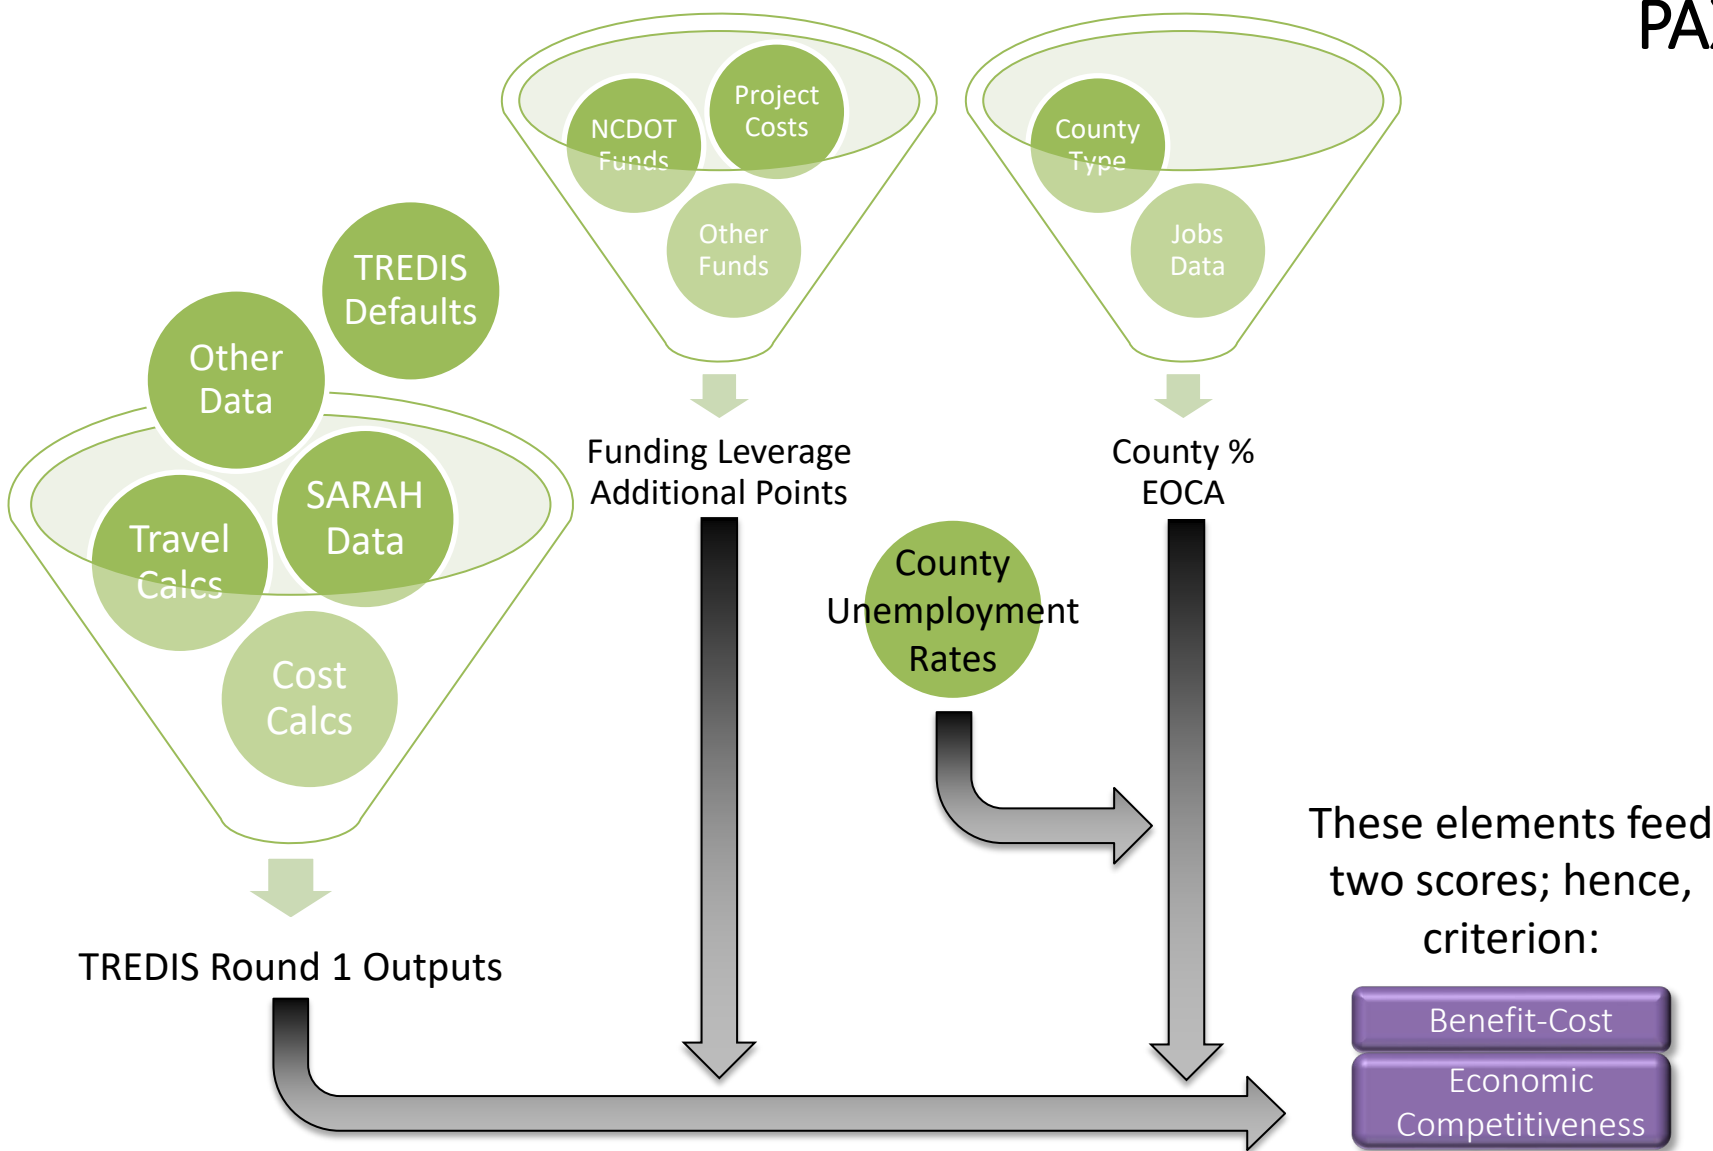 PAX
Project
Costs
NCDOT
Funds
Other
Funds
County
Type
Jobs
Data
TREDIS
Defaults
Other
Data
SARAH
Data
Travel
Calcs
Cost
Calcs
Funding Leverage
Additional Points
County %
EOCA
County
Unemployment
Rates
TREDIS Round 1 Outputs
These elements feed
two scores; hence,
criterion:
Benefit-Cost
Economic
Competitiveness